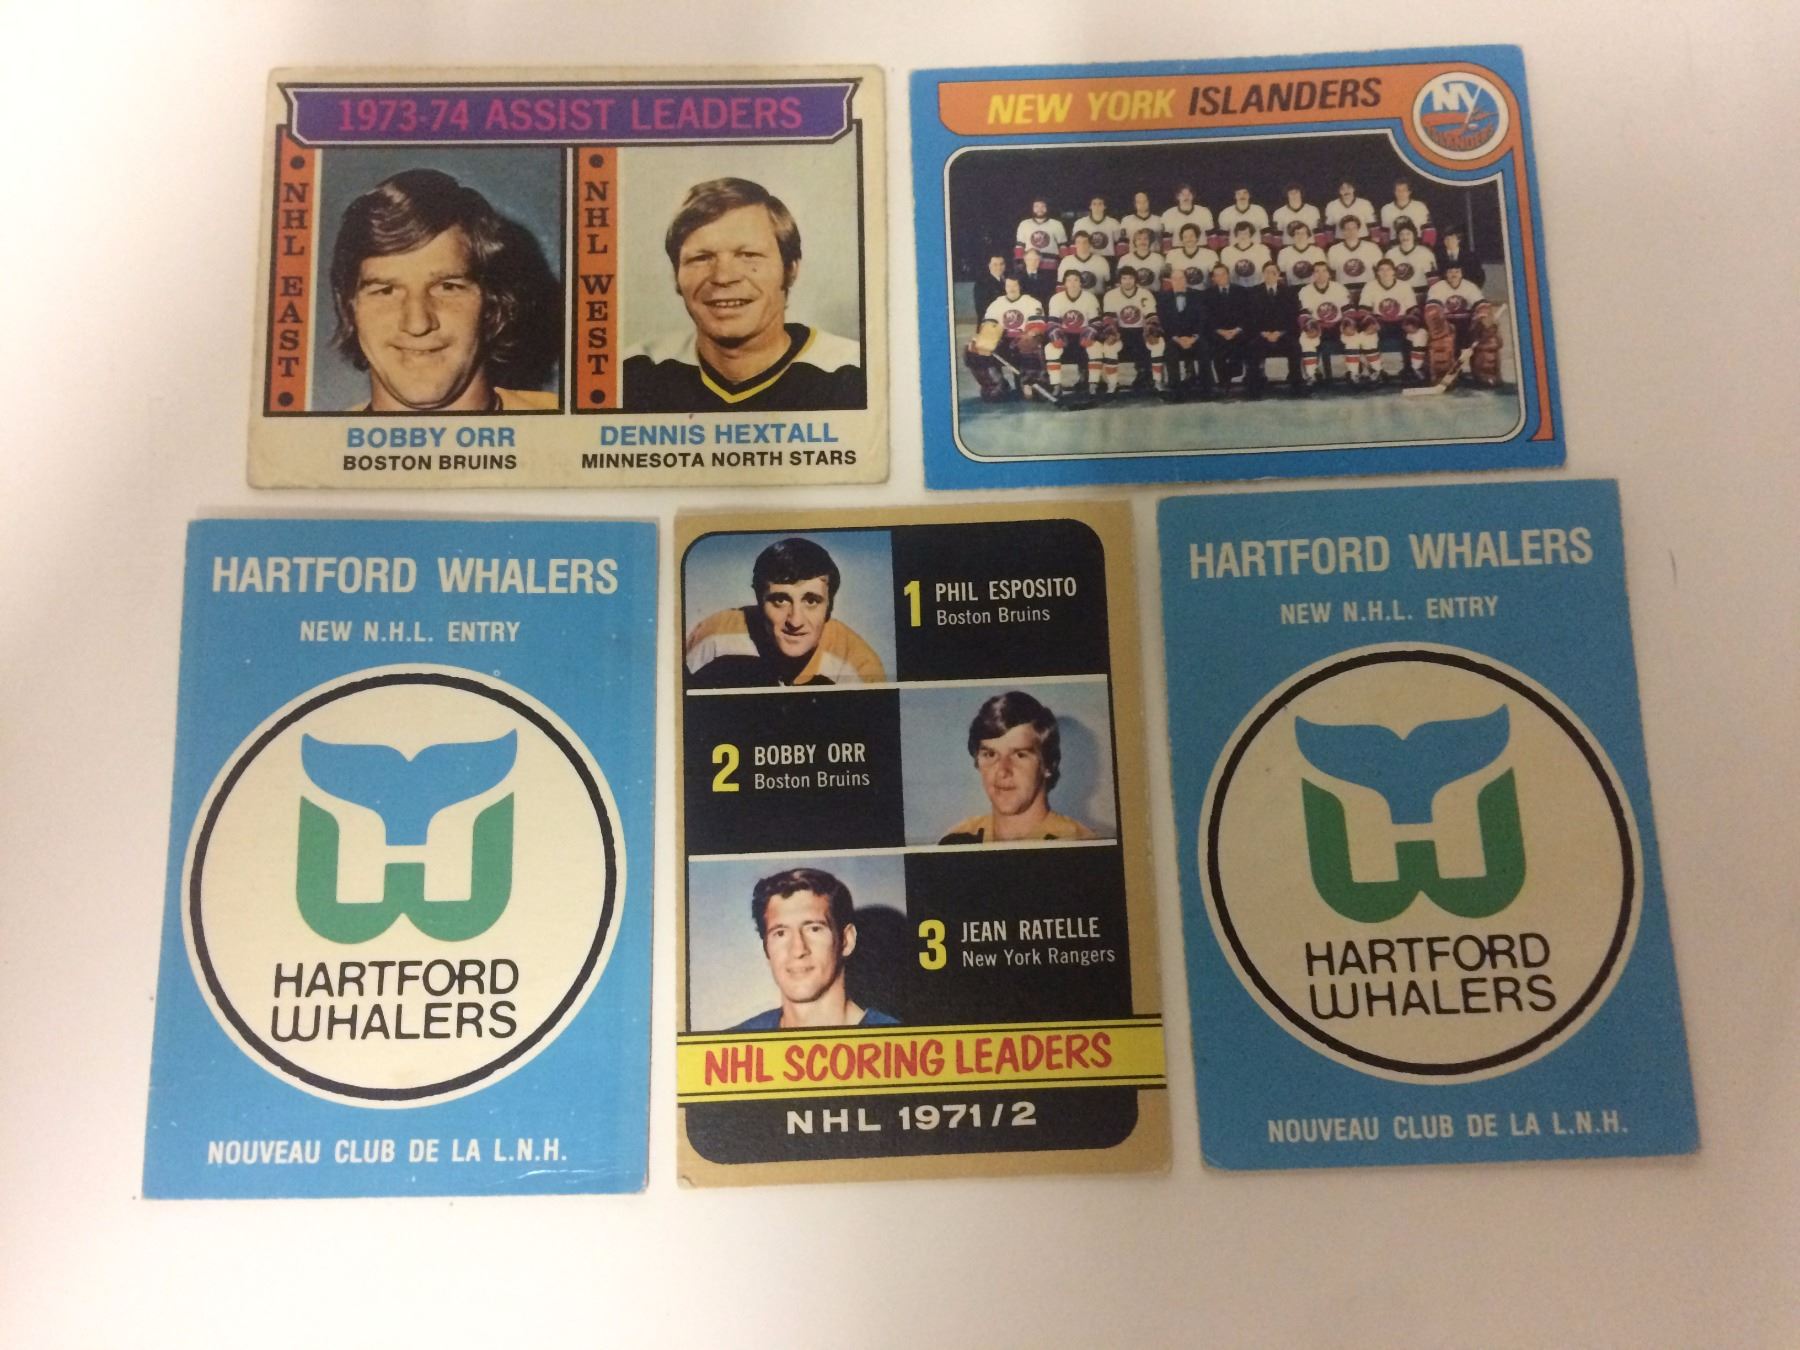 1973-74 ASSIST LEADERS
• NHL EAST •
• NHL WEST •
BOBBY ORR
BOSTON BRUINS
DENNIS HEXTALL
MINNESOTA NORTH STARS
NEW YORK ISLANDERS
NY
ISLANDERS
HARTFORD WHALERS
NEW N.H.L. ENTRY
HARTFORD
WHALERS
NOUVEAU CLUB DE LA L.N.H.
1 PHIL ESPOSITO
Boston Bruins
2 BOBBY ORR
Boston Bruins
3 JEAN RATELLE
New York Rangers
NHL SCORING LEADERS
NHL 1971/2
HARTFORD WHALERS
NEW N.H.L. ENTRY
HARTFORD
WHALERS
NOUVEAU CLUB DE LA L.N.H.